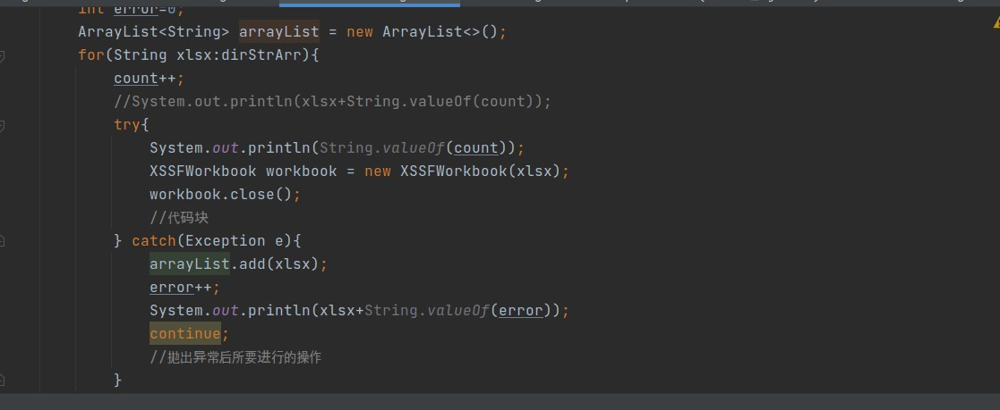 int error=0;
ArrayList<String> arrayList = new ArrayList<>();
for(String xlsx:dirStrArr){
count++;
//System.out.println(xlsx+String.valueOf(count));
try{
System.out.println(String.valueOf(count));
XSSFWorkbook workbook = new XSSFWorkbook(xlsx);
workbook.close();
//代码块
} catch(Exception e){
arrayList.add(xlsx);
error++;
System.out.println(xlsx+String.valueOf(error));
continue;
//抛出异常后所要进行的操作
}